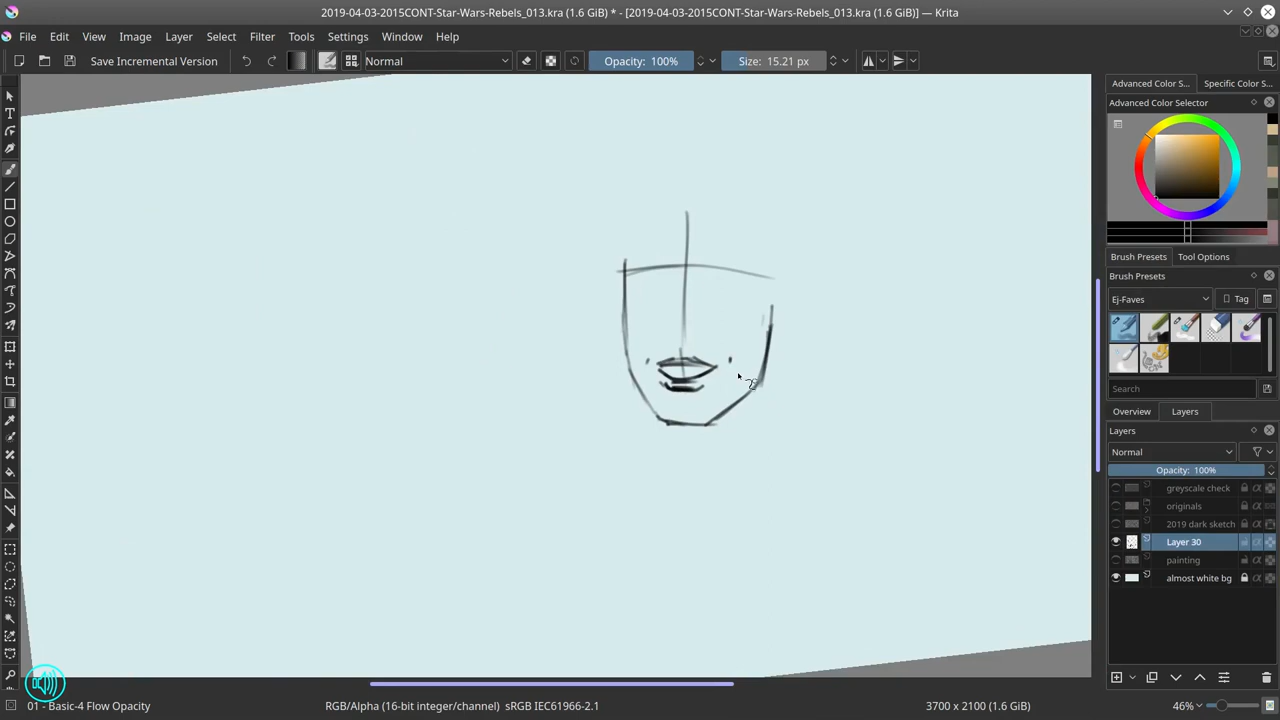 2019-04-03-2015CONT-Star-Wars-Rebels_013.kra (1.6 GiB) * - [2019-04-03-2015CONT-Star-Wars-Rebels_013.kra (1.6 GiB)] — Krita
File Edit View Image Layer Select Filter Tools Settings Window Help
Save Incremental Version Normal Opacity: 100% Size: 15.21 px
Advanced Color S... Specific Color S...
Advanced Color Selector
Brush Presets Tool Options
Brush Presets
Ej-Faves Tag
Search
Overview Layers
Layers
Normal
Opacity: 100%
greyscale check
originals
2019 dark sketch
Layer 30
painting
almost white bg
01 - Basic-4 Flow Opacity RGB/Alpha (16-bit integer/channel) sRGB IEC61966-2.1 3700 x 2100 (1.6 GiB) 46%